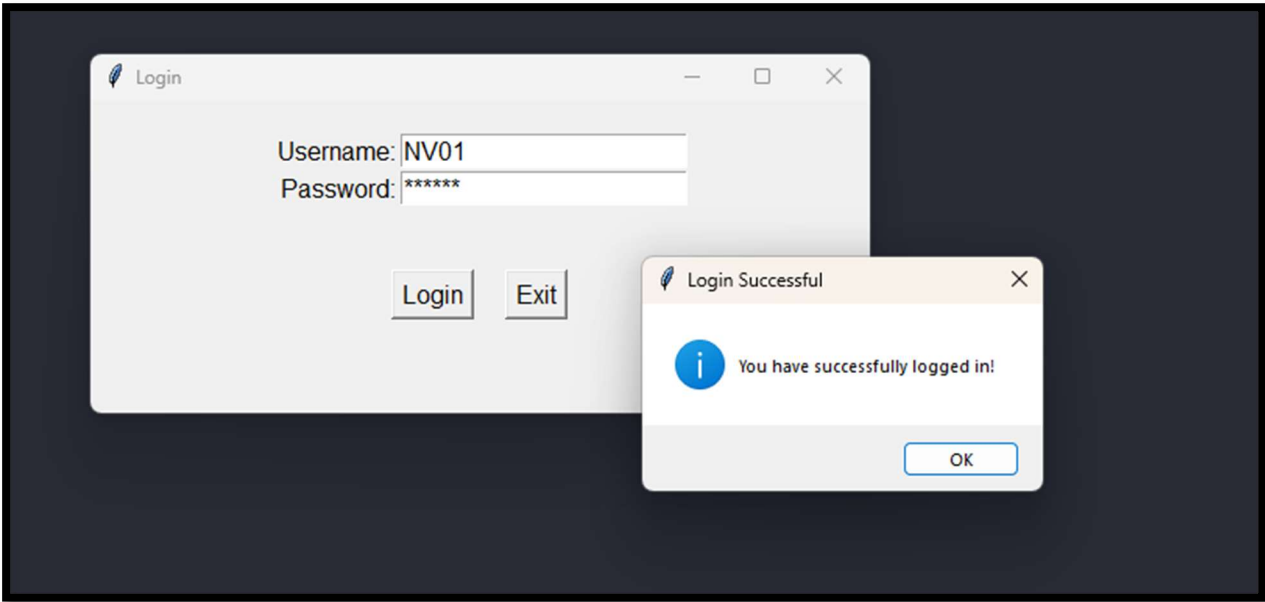 Login
Username: NV01
Password: ******
Login Exit
Login Successful
You have successfully logged in!
OK